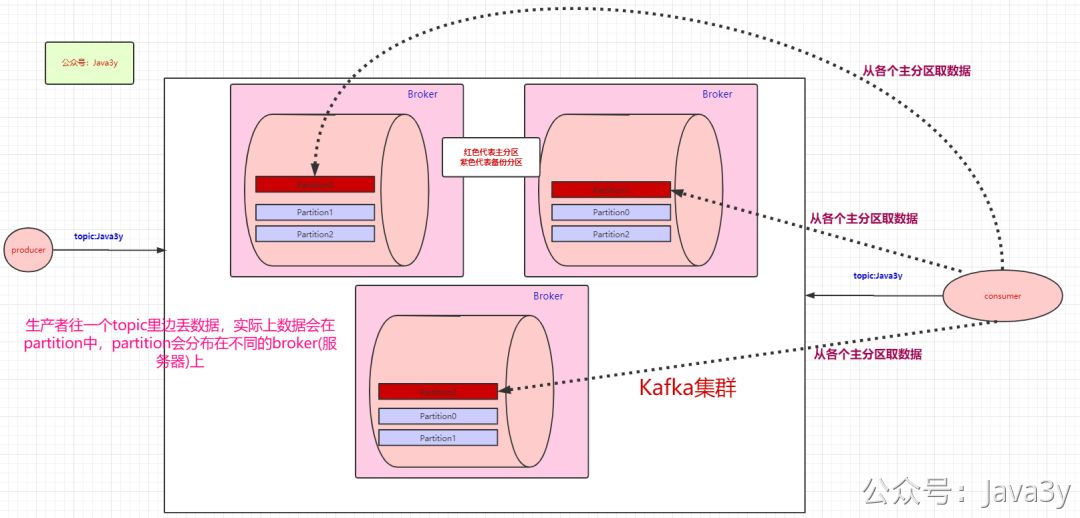 公众号：Java3y
从各个主分区取数据
Broker
Broker
红色代表主分区
紫色代表备份分区
Partition0
Partition1
Partition2
Partition1
Partition0
Partition2
从各个主分区取数据
topic:Java3y
producer
topic:Java3y
consumer
Broker
生产者往一个topic里边丢数据，实际上数据会在
partition中，partition会分布在不同的broker(服
务器)上
从各个主分区取数据
Kafka集群
Partition2
Partition0
Partition1
公众号：Java3y